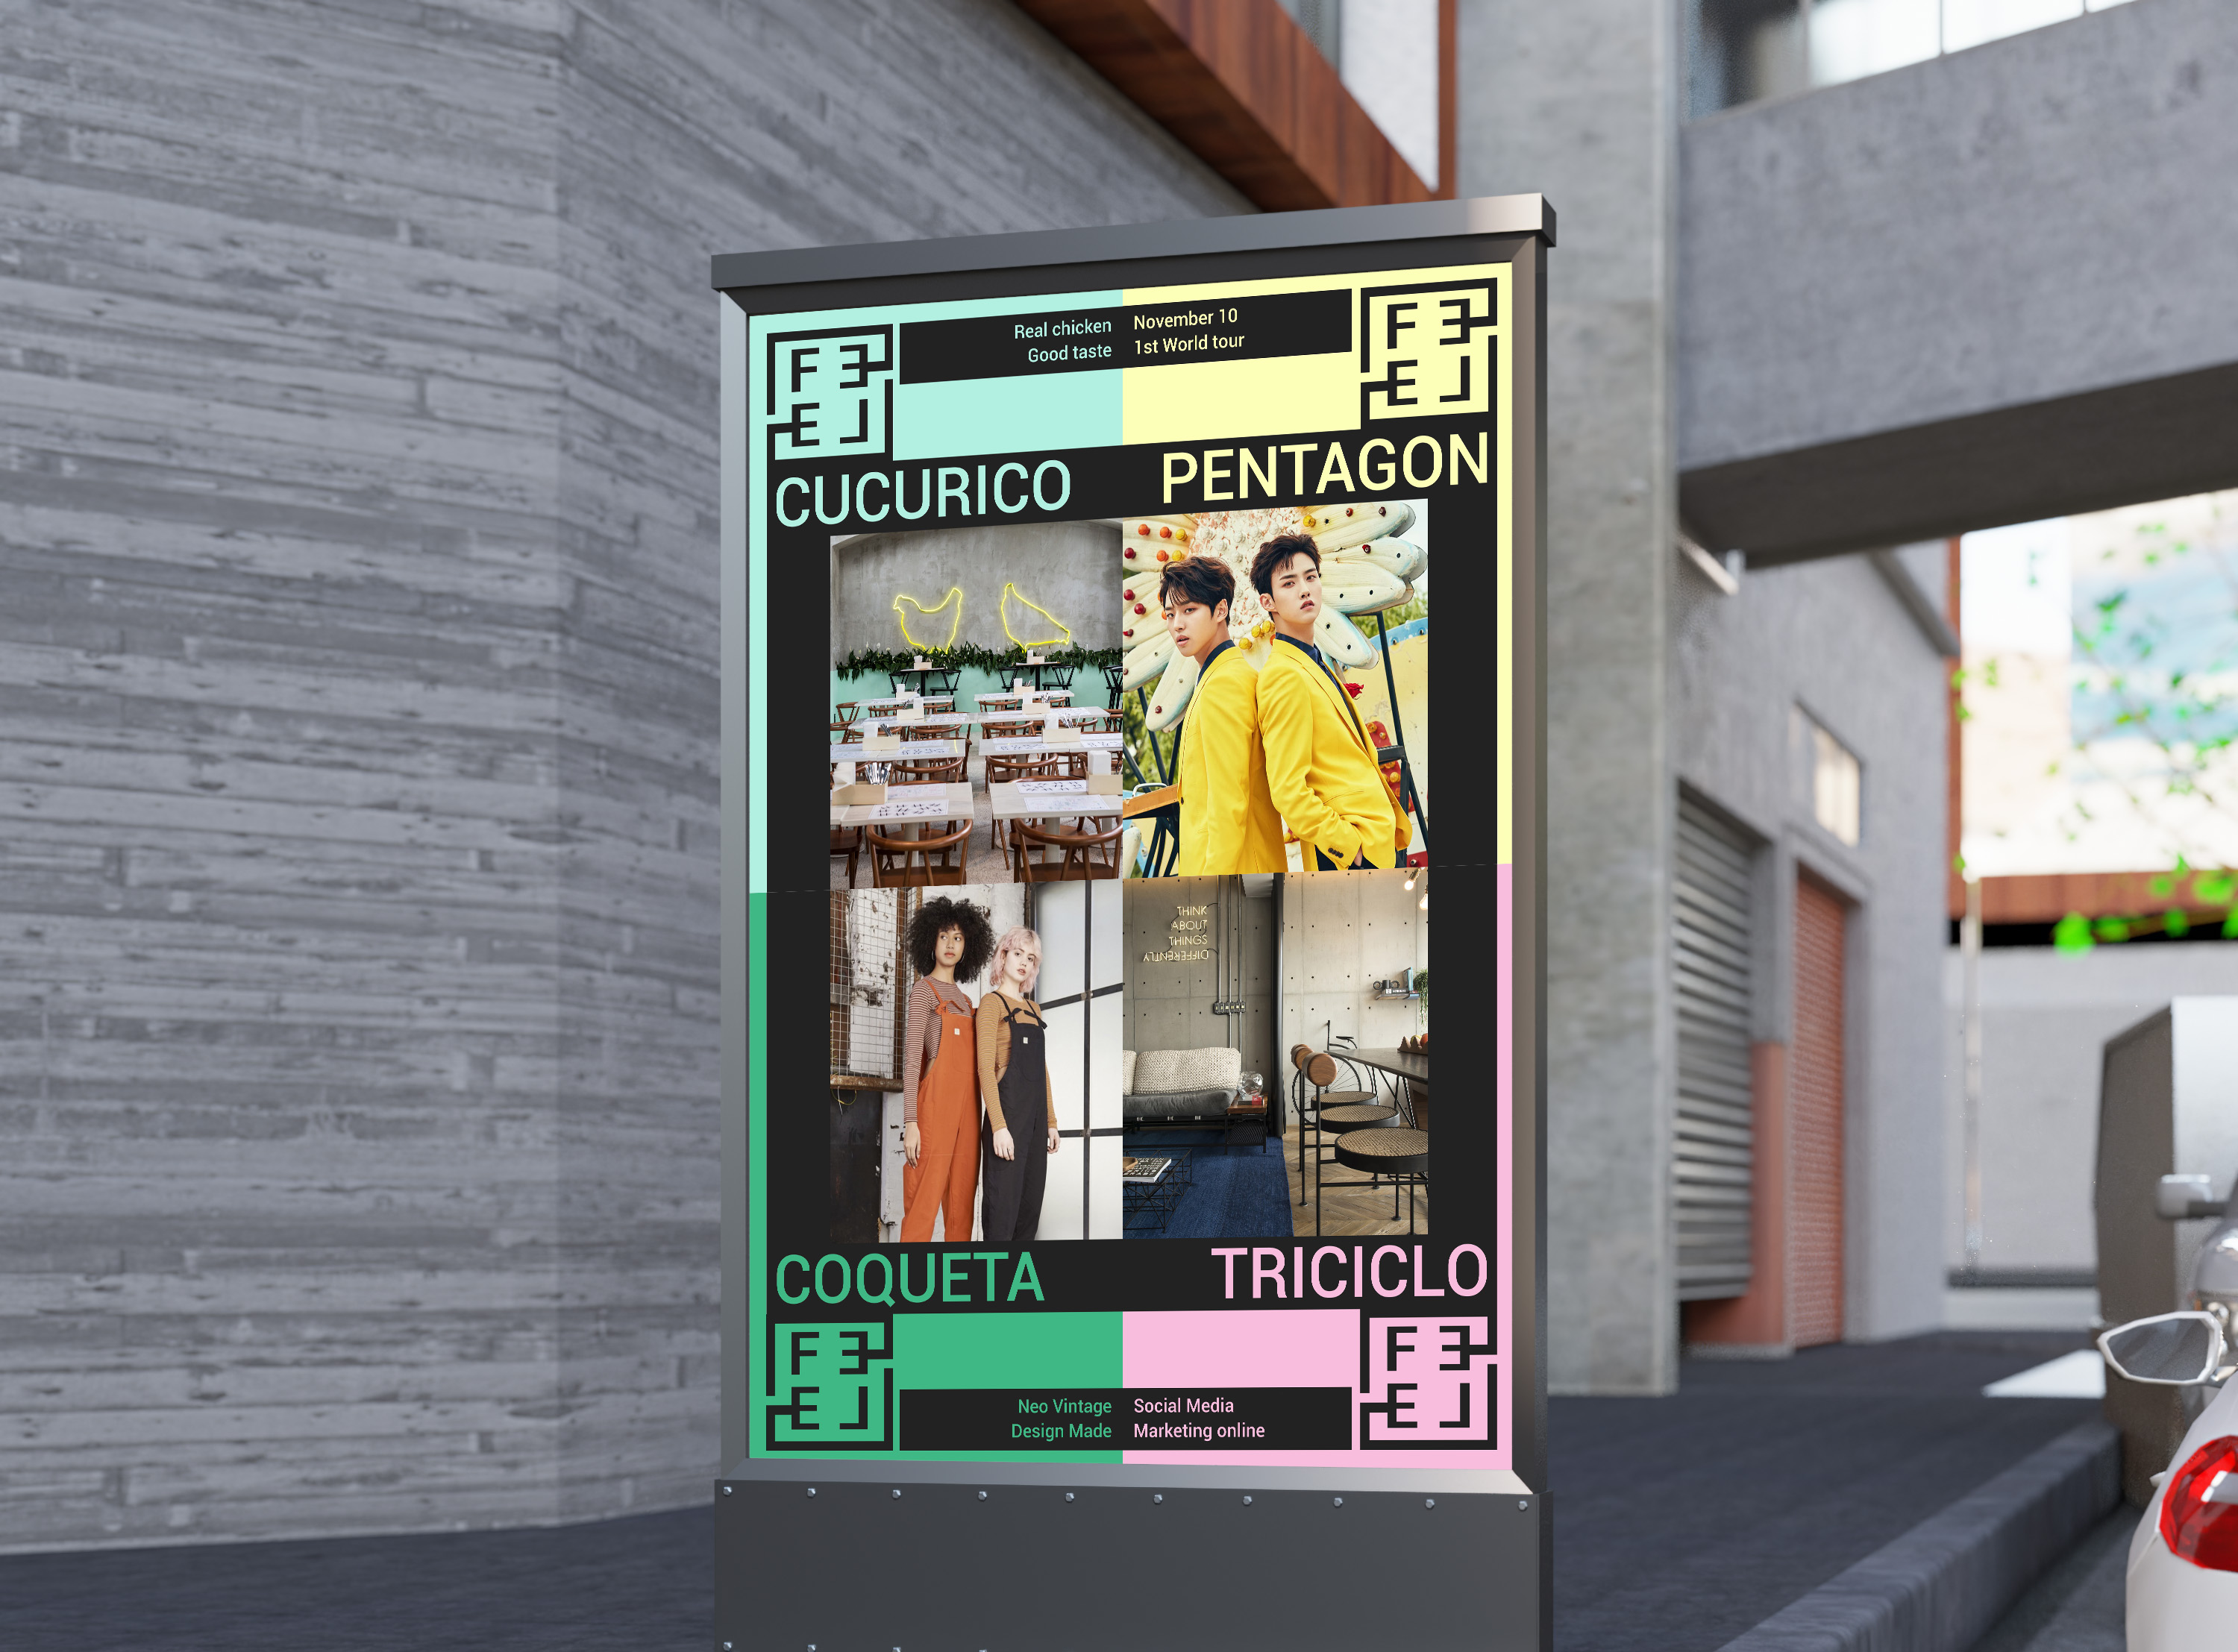 F Ǝ
E J
Real chicken
Good taste
November 10
1st World tour
F Ǝ
E J
CUCURICO
PENTAGON
THINK
ABOUT
THINGS
DIFFERENTLY
COQUETA
TRICICLO
F Ǝ
E J
Neo Vintage
Design Made
Social Media
Marketing online
F Ǝ
E J